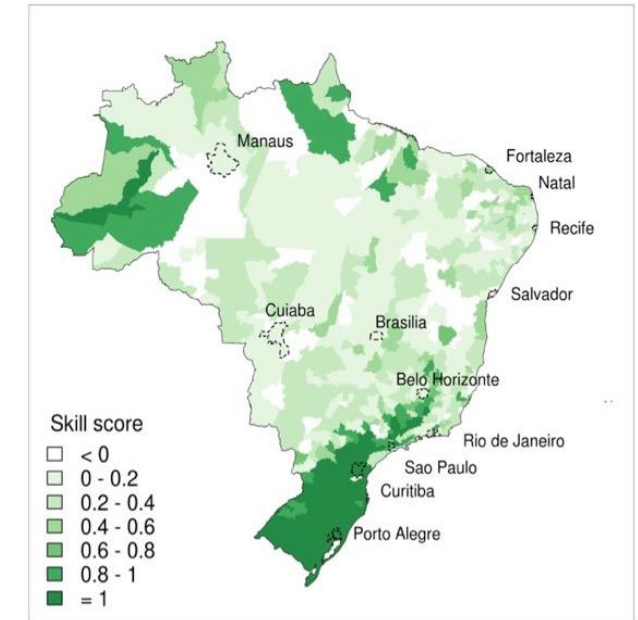 Manaus
Fortaleza
Natal
Recife
Salvador
Cuiaba
Brasilia
Belo Horizonte
Rio de Janeiro
Sao Paulo
Curitiba
Porto Alegre
Skill score
< 0
0 - 0.2
0.2 - 0.4
0.4 - 0.6
0.6 - 0.8
0.8 - 1
= 1